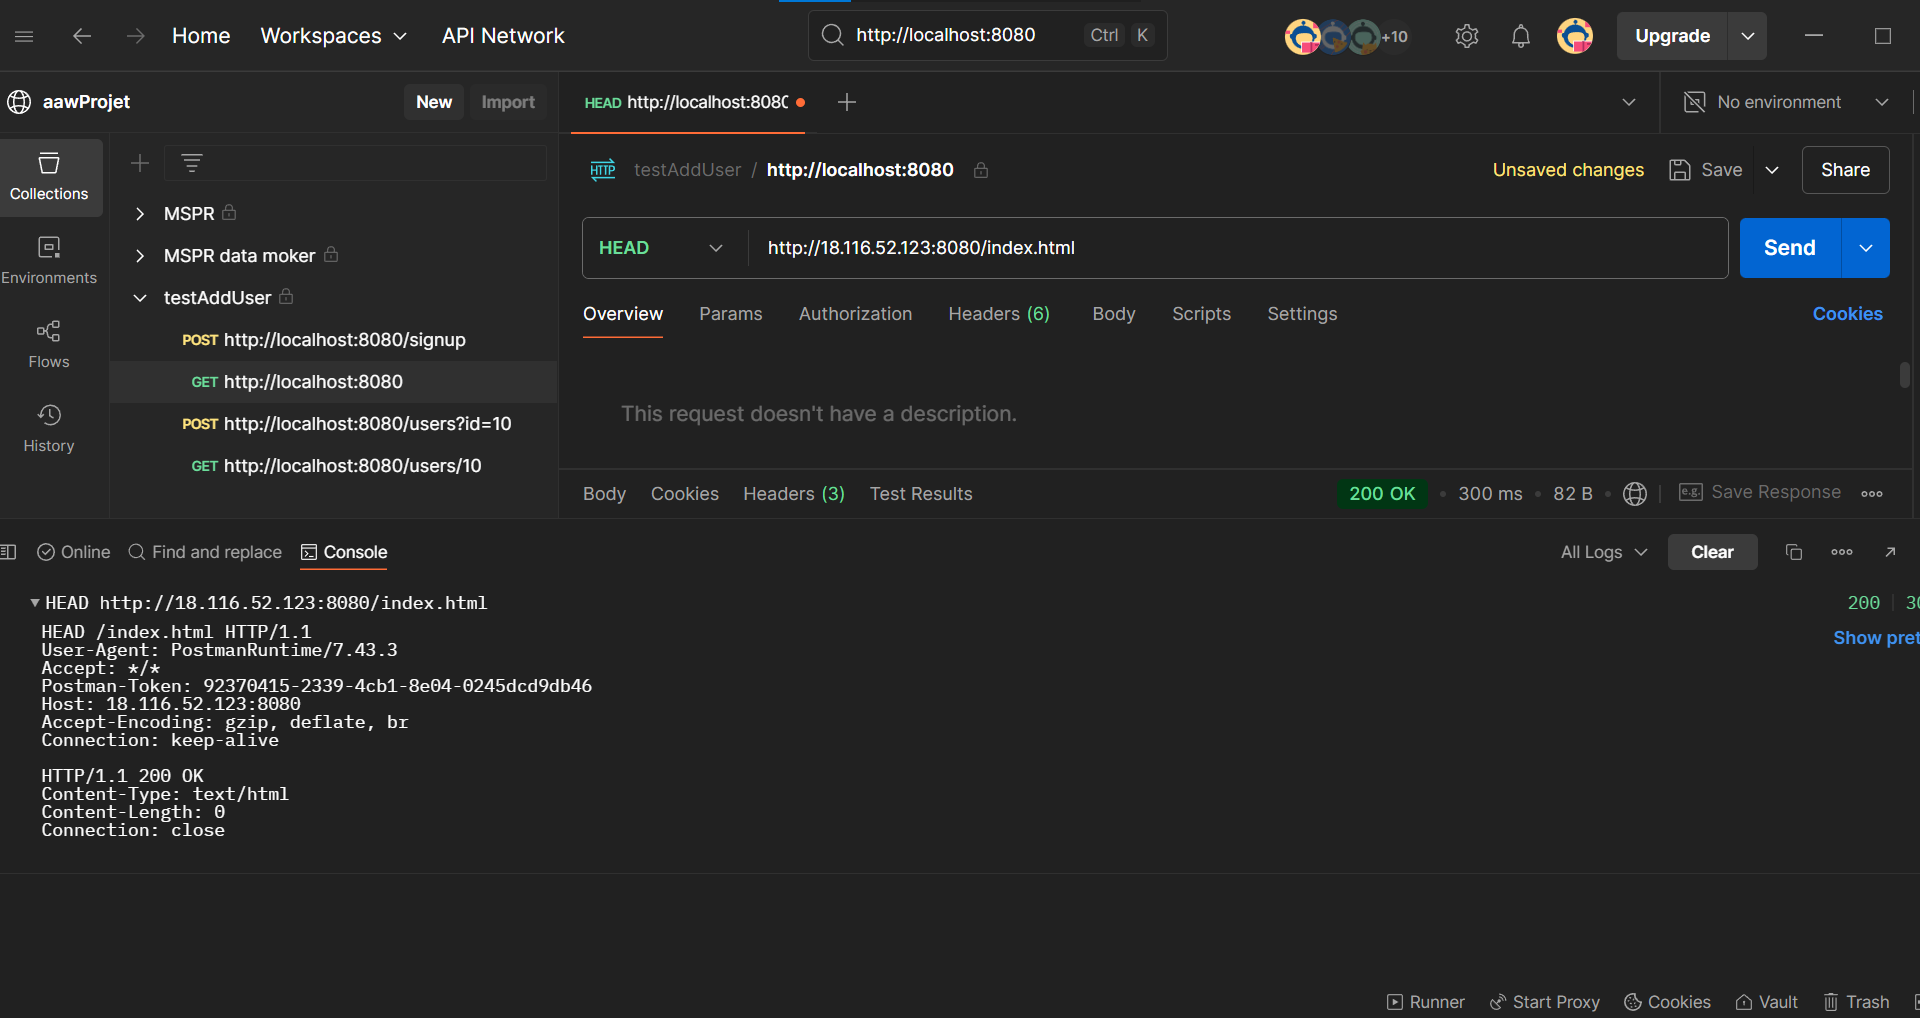 Home Workspaces API Network http://localhost:8080 Ctrl K +10 Upgrade
aawProjet New Import HEAD http://localhost:808 No environment
Collections
Environments
Flows
History
MSPR
MSPR data moker
testAddUser
POST http://localhost:8080/signup
GET http://localhost:8080
POST http://localhost:8080/users?id=10
GET http://localhost:8080/users/10
HTTP testAddUser / http://localhost:8080 Unsaved changes Save Share
HEAD http://18.116.52.123:8080/index.html Send
Overview Params Authorization Headers (6) Body Scripts Settings Cookies
This request doesn't have a description.
Body Cookies Headers (3) Test Results 200 OK 300 ms 82 B e.g. Save Response
Online Find and replace Console All Logs Clear
HEAD http://18.116.52.123:8080/index.html 200
Show pret
HEAD /index.html HTTP/1.1
User-Agent: PostmanRuntime/7.43.3
Accept: */*
Postman-Token: 92370415-2339-4cb1-8e04-0245dcd9db46
Host: 18.116.52.123:8080
Accept-Encoding: gzip, deflate, br
Connection: keep-alive
HTTP/1.1 200 OK
Content-Type: text/html
Content-Length: 0
Connection: close
Runner Start Proxy Cookies Vault Trash